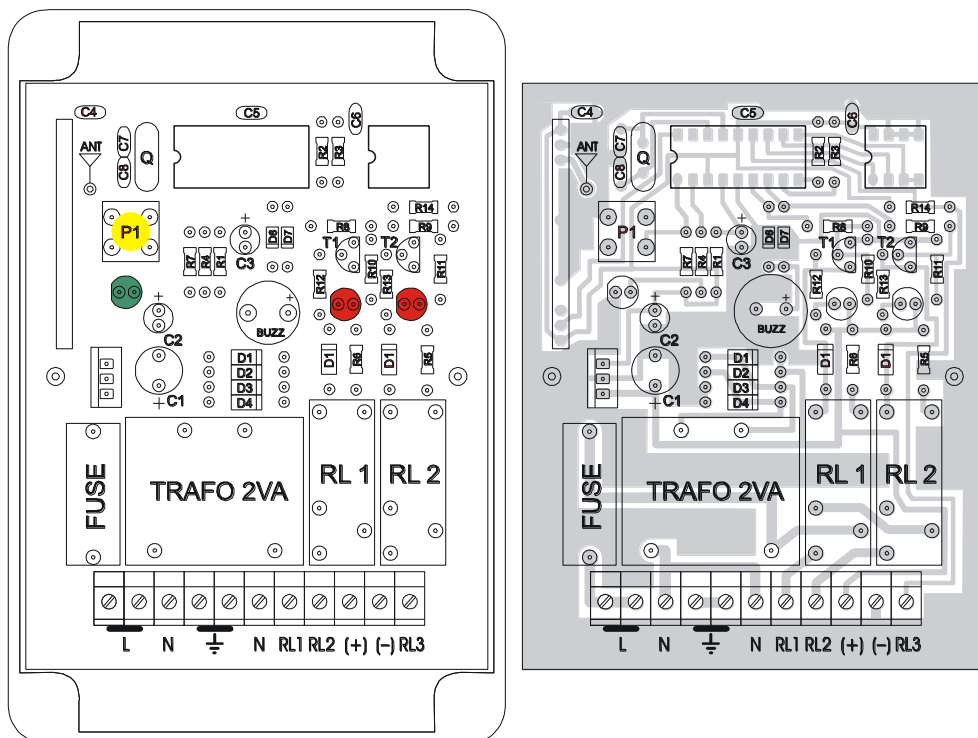 C4 C5 C6
ANT C7 Q R2 R3
C8
R14
P1 R8 R9
C3 D6 D7 T1 T2
R7 R4 R1 R12 R10 R13 R11
+
+
C2 BUZZ
D1 D1 R6 D1 R5
D2
D3
+ C1 D4
FUSE TRAFO 2VA RL 1 RL 2
L N N RL1 RL2 (+) (-) RL3
C4 C5 C6
ANT C7 Q R2 R3
C8
R14
P1 R8 R9
C3 D6 D7 T1 T2
R7 R4 R1 R12 R10 R13 R11
+
+
C2 BUZZ
D1 D1 R6 D1 R5
D2
D3
+ C1 D4
FUSE TRAFO 2VA RL 1 RL 2
L N N RL1 RL2 (+) (-) RL3